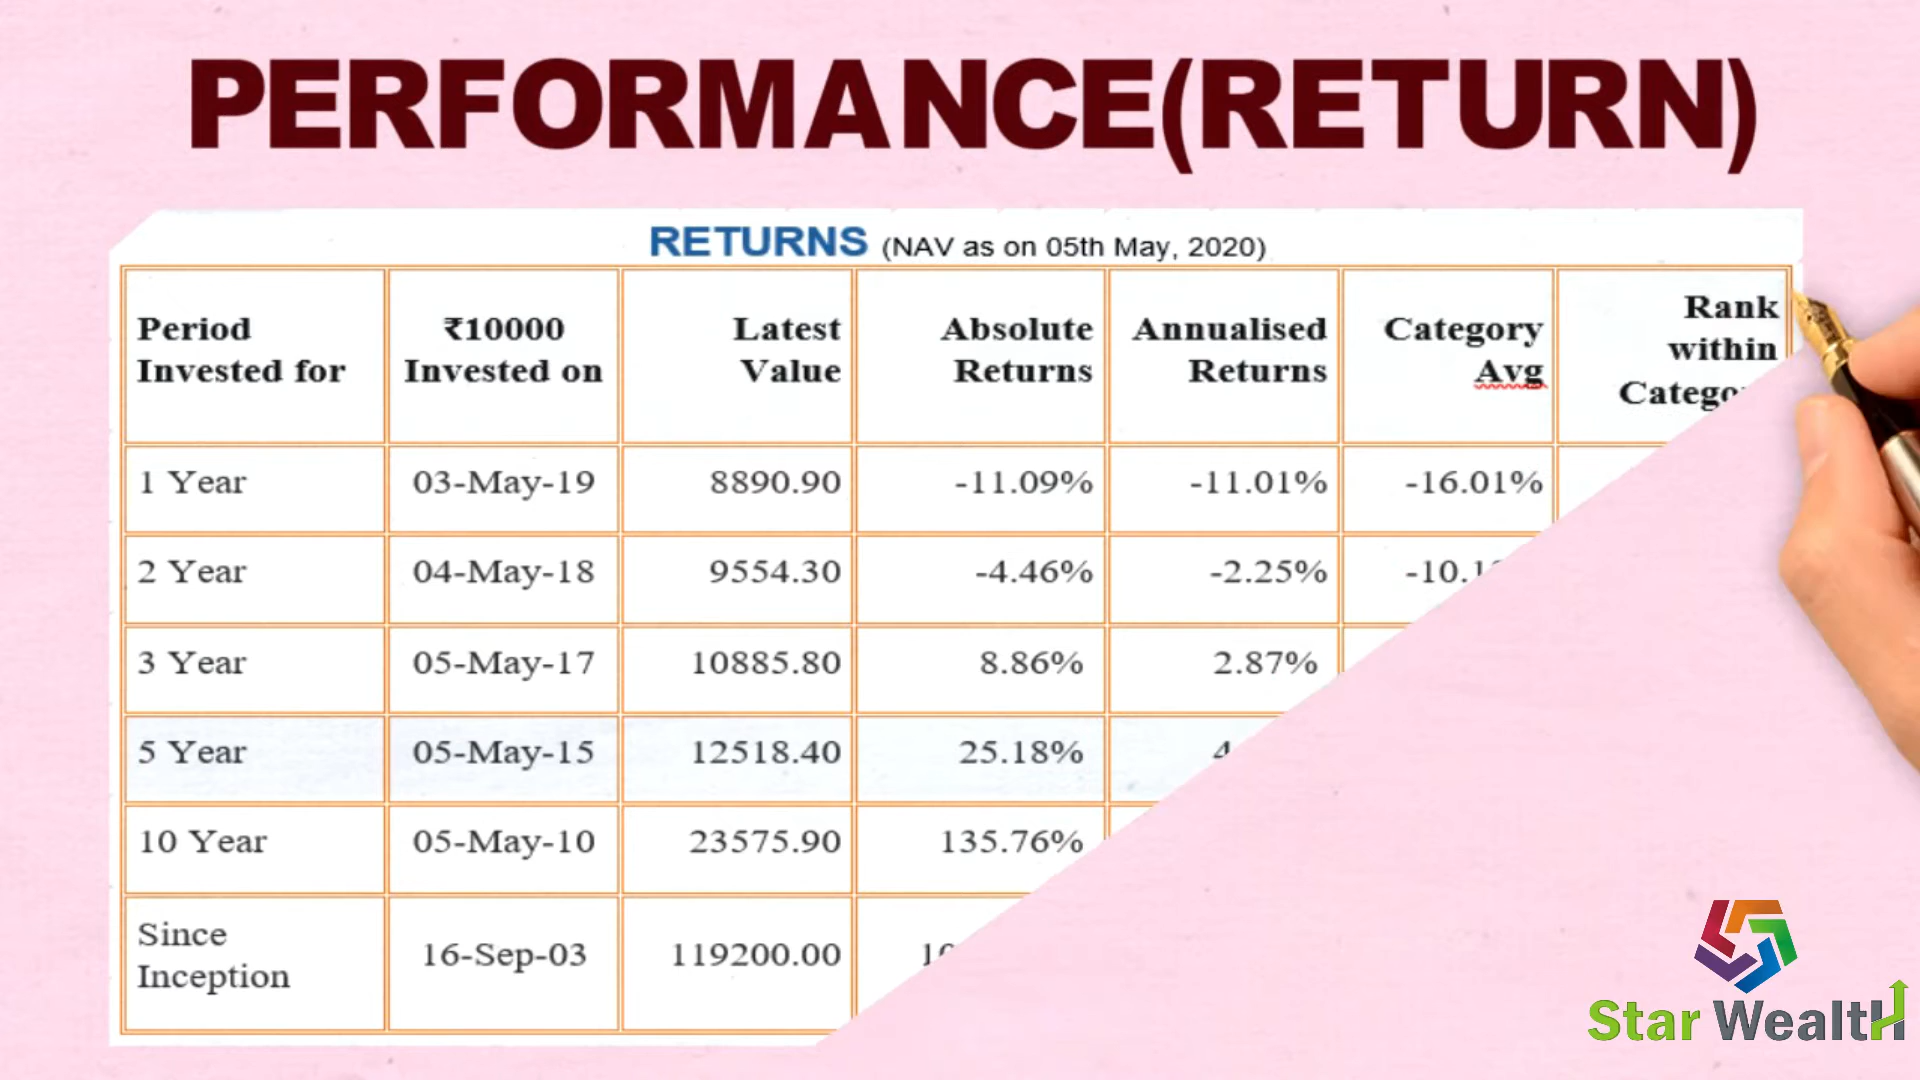 PERFORMANCE(RETURN)
RETURNS (NAV as on 05th May, 2020)
Period Invested for ₹10000 Invested on Latest Value Absolute Returns Annualised Returns Category Avg Rank within
1 Year 03-May-19 8890.90 -11.09% -11.01% -16.01%
2 Year 04-May-18 9554.30 -4.46% -2.25%
3 Year 05-May-17 10885.80 8.86% 2.87%
5 Year 05-May-15 12518.40 25.18%
10 Year 05-May-10 23575.90 135.76%
Since Inception 16-Sep-03 119200.00
Star Wealth